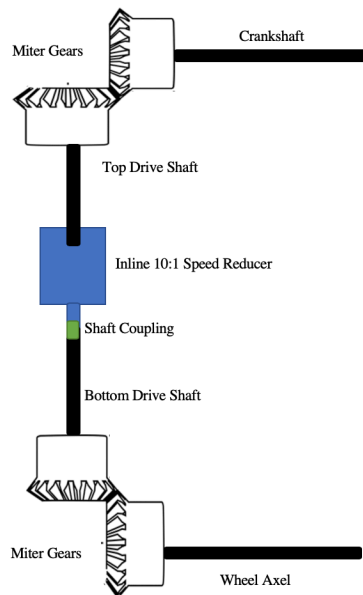 Crankshaft
Miter Gears
Top Drive Shaft
Inline 10:1 Speed Reducer
Shaft Coupling
Bottom Drive Shaft
Miter Gears
Wheel Axel